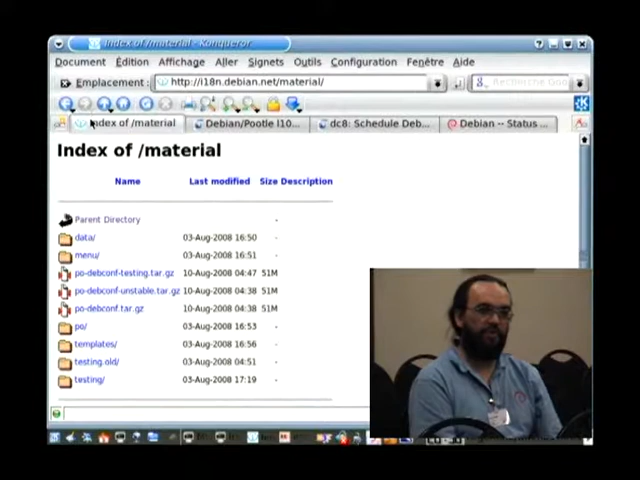 Index of /material - Konqueror
Document Édition Affichage Aller Signets Outils Configuration Fenêtre Aide
Emplacement : http://i18n.debian.net/material/ Recherche Goo
Index of /material Debian/Pootle l10... dc8: Schedule Deb... Debian -- Status ...
Index of /material
Name Last modified Size Description
Parent Directory -
data/ 03-Aug-2008 16:50 -
menu/ 03-Aug-2008 16:51 -
po-debconf-testing.tar.gz 10-Aug-2008 04:47 51M
po-debconf-unstable.tar.gz 10-Aug-2008 04:38 51M
po-debconf.tar.gz 10-Aug-2008 04:38 51M
po/ 03-Aug-2008 16:53 -
templates/ 03-Aug-2008 16:56 -
testing.old/ 03-Aug-2008 04:51 -
testing/ 03-Aug-2008 17:19 -